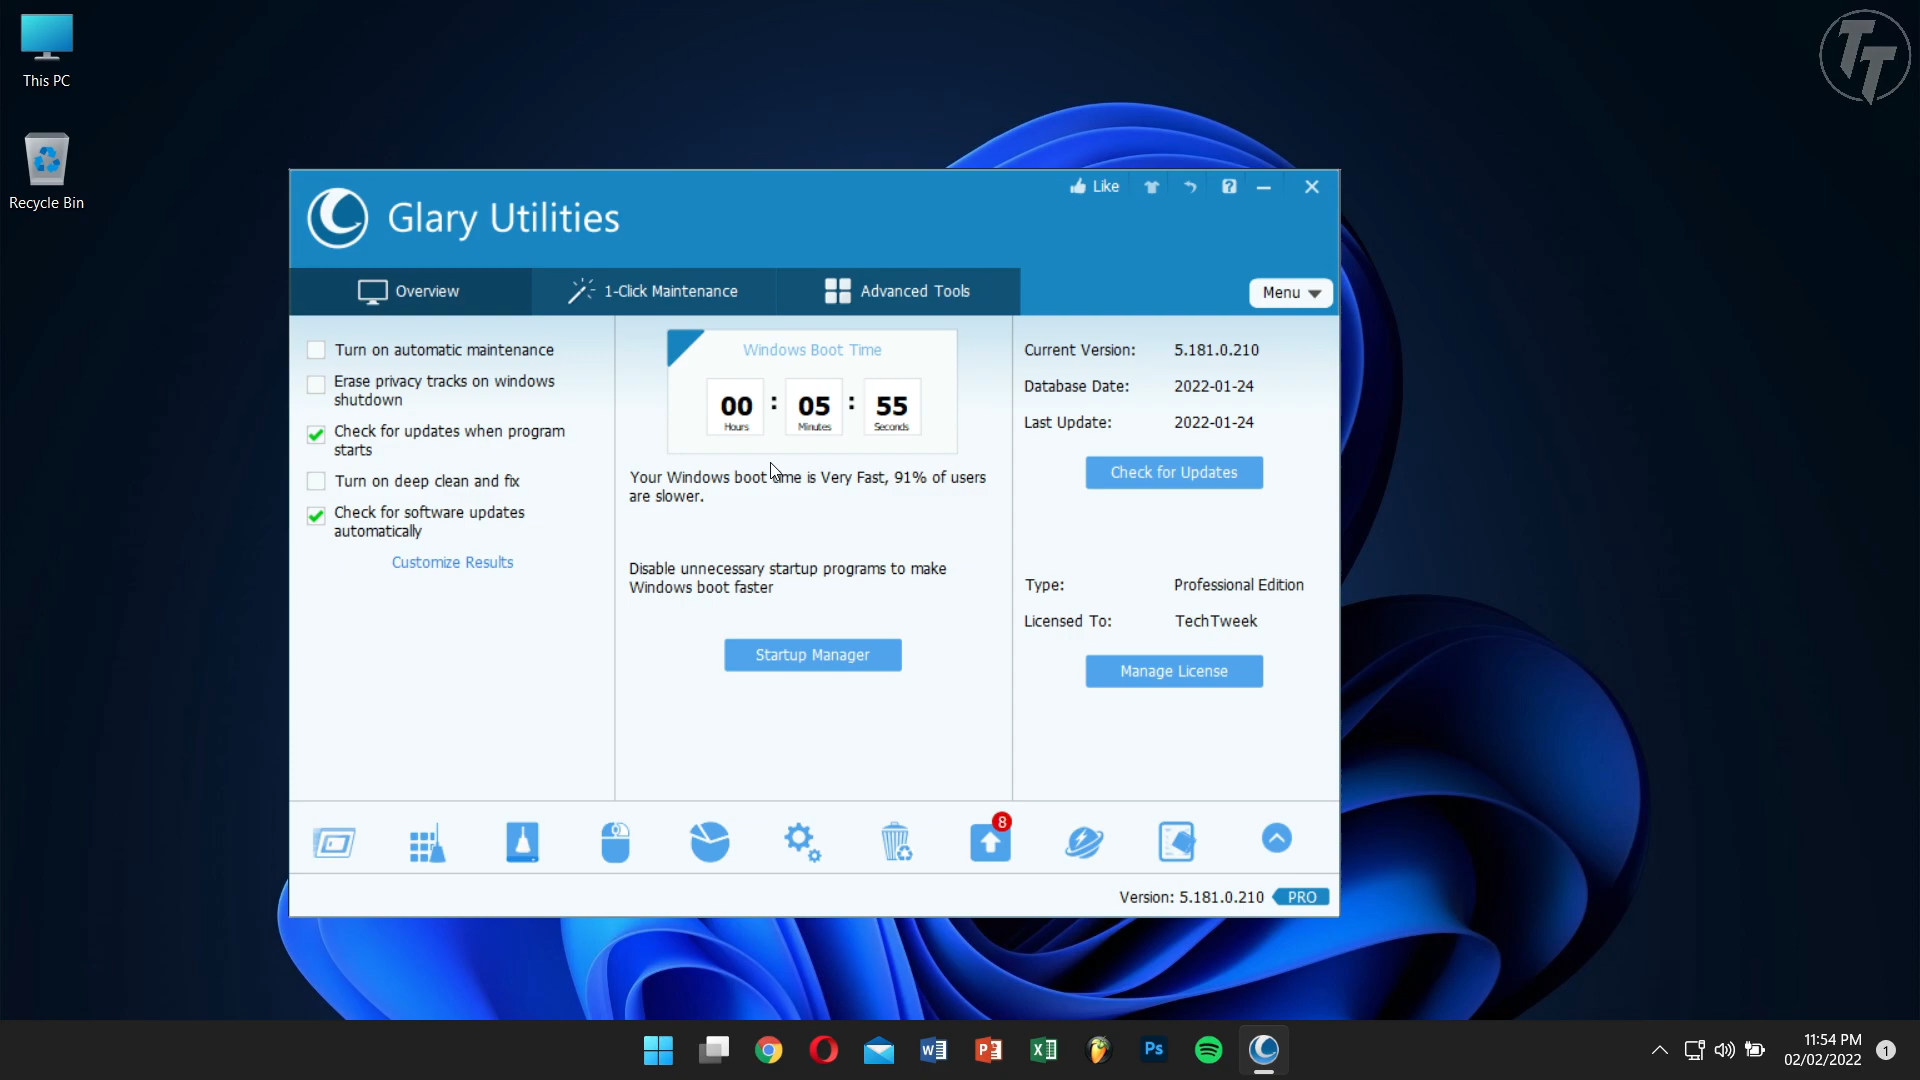 This PC
Recycle Bin
TT
Like
Glary Utilities
Overview
1-Click Maintenance
Advanced Tools
Menu
Turn on automatic maintenance
Erase privacy tracks on windows
shutdown
Check for updates when program
starts
Turn on deep clean and fix
Check for software updates
automatically
Customize Results
Windows Boot Time
00 : 05 : 55
Hours Minutes Seconds
Your Windows boot time is Very Fast, 91% of users
are slower.
Disable unnecessary startup programs to make
Windows boot faster
Startup Manager
Current Version: 5.181.0.210
Database Date: 2022-01-24
Last Update: 2022-01-24
Check for Updates
Type: Professional Edition
Licensed To: TechTweek
Manage License
8
Version: 5.181.0.210 PRO
W
P
X
Ps
11:54 PM
02/02/2022
1